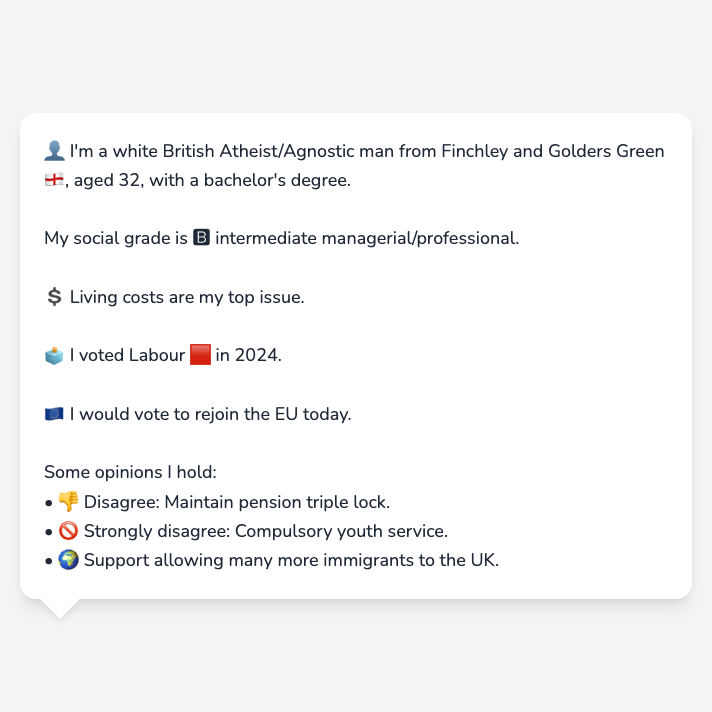 👤 I'm a white British Atheist/Agnostic man from Finchley and Golders Green
🏴󠁧󠁢󠁥󠁮󠁧󠁿, aged 32, with a bachelor's degree.
My social grade is 🅱 intermediate managerial/professional.
💲 Living costs are my top issue.
🗳️ I voted Labour 🟥 in 2024.
🇪🇺 I would vote to rejoin the EU today.
Some opinions I hold:
• 👎 Disagree: Maintain pension triple lock.
• 🚫 Strongly disagree: Compulsory youth service.
• 🌍 Support allowing many more immigrants to the UK.